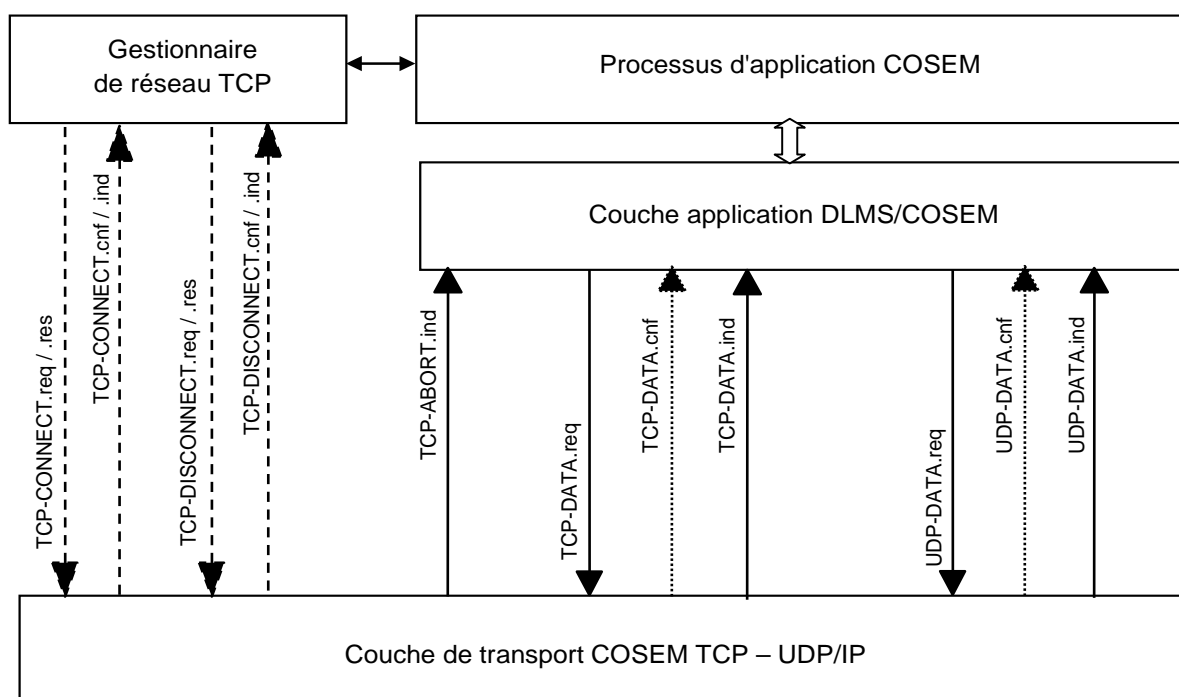 Gestionnaire
de réseau TCP
Processus d'application COSEM
Couche application DLMS/COSEM
TCP-CONNECT.req / .res
TCP-CONNECT.cnf / .ind
TCP-DISCONNECT.req / .res
TCP-DISCONNECT.cnf / .ind
TCP-ABORT.ind
TCP-DATA.req
TCP-DATA.cnf
TCP-DATA.ind
UDP-DATA.req
UDP-DATA.cnf
UDP-DATA.ind
Couche de transport COSEM TCP – UDP/IP